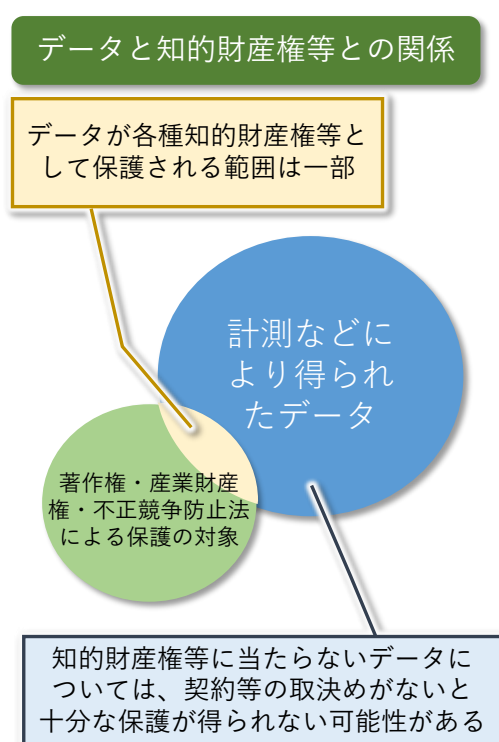 データと知的財産権等との関係
データが各種知的財産権等と
して保護される範囲は一部
計測などに
より得られ
たデータ
著作権・産業財産
権・不正競争防止法
による保護の対象
知的財産権等に当たらないデータに
ついては、契約等の取決めがないと
十分な保護が得られない可能性がある